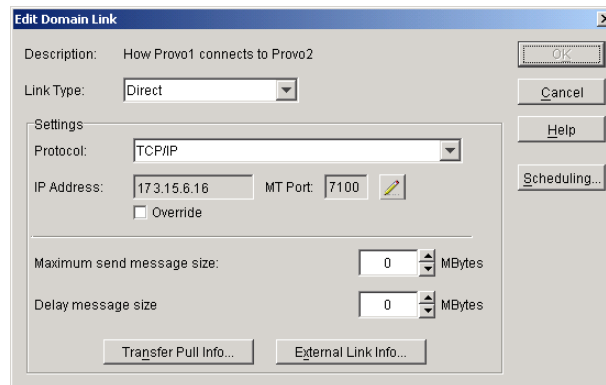 Edit Domain Link
Description: How Provo1 connects to Provo2
OK
Link Type: Direct
Cancel
Settings
Help
Protocol: TCP/IP
IP Address: 173.15.6.16 MT Port: 7100
Scheduling...
Override
Maximum send message size: 0 MBytes
Delay message size 0 MBytes
Transfer Pull Info... External Link Info...